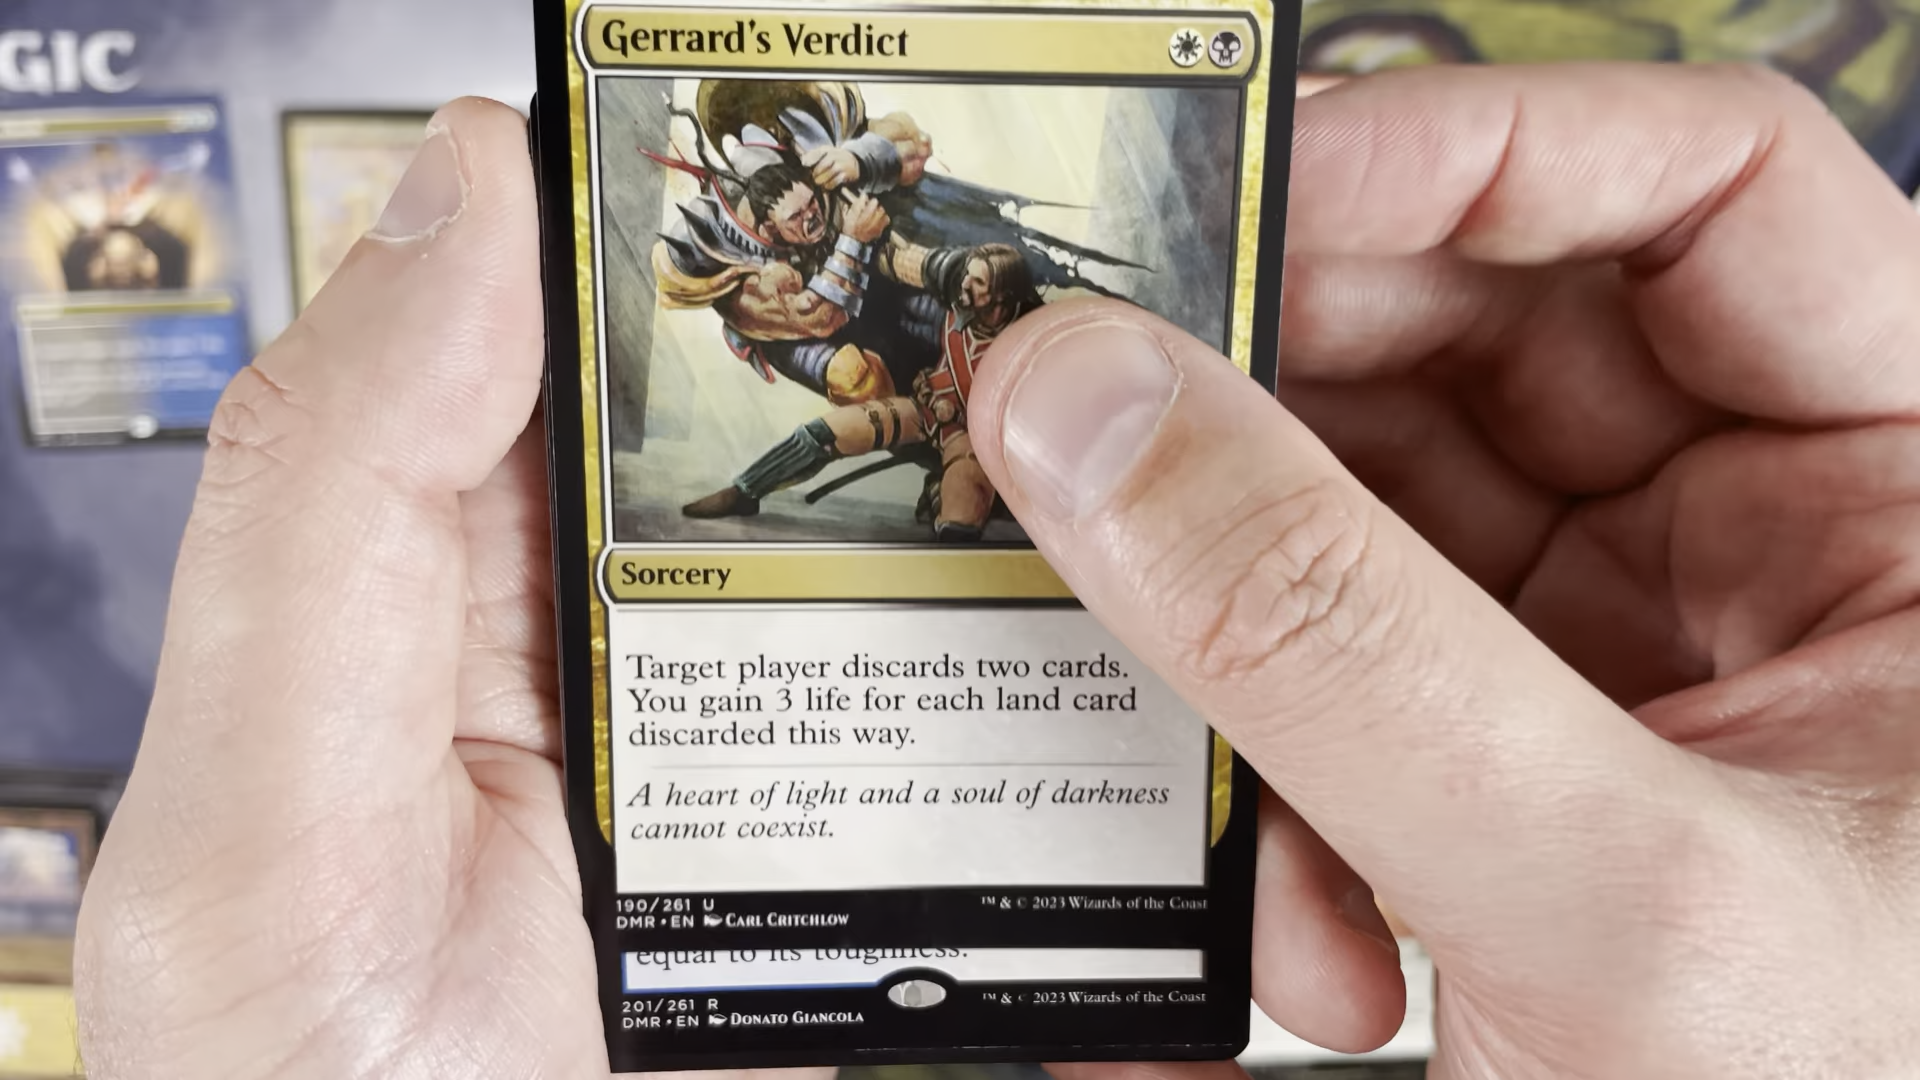 GIC
Gerrard's Verdict
Sorcery
Target player discards two cards.
You gain 3 life for each land card
discarded this way.
A heart of light and a soul of darkness
cannot coexist.
190/261 U
DMR • EN CARL CRITCHLOW
™ & © 2023 Wizards of the Coast
equal to its toughness.
201/261 R
DMR • EN DONATO GIANCOLA
™ & © 2023 Wizards of the Coast